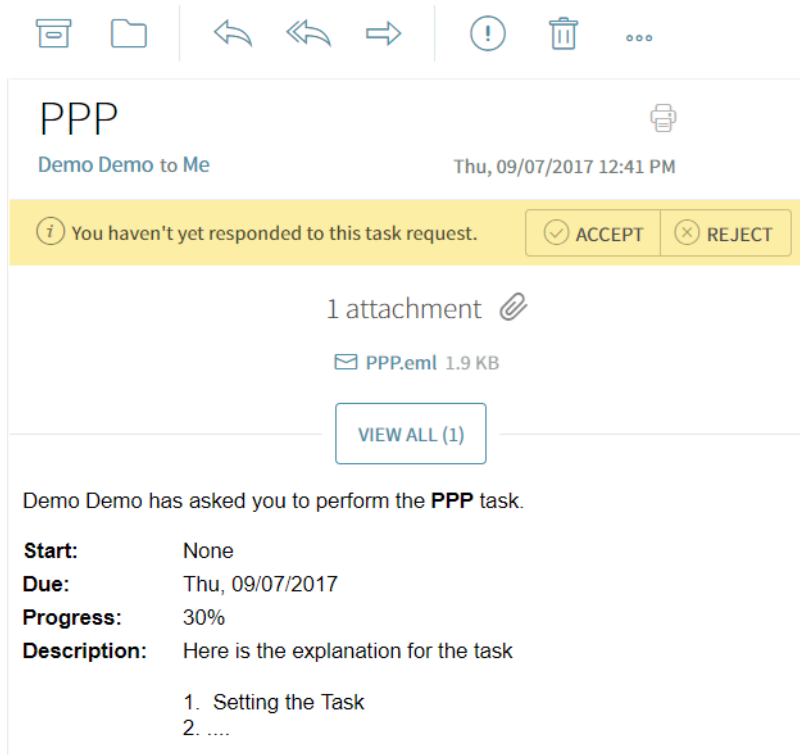 PPP
Demo Demo to Me
Thu, 09/07/2017 12:41 PM
You haven't yet responded to this task request. ACCEPT REJECT
1 attachment
PPP.eml 1.9 KB
VIEW ALL (1)
Demo Demo has asked you to perform the PPP task.
Start: None
Due: Thu, 09/07/2017
Progress: 30%
Description: Here is the explanation for the task
1. Setting the Task
2. ....